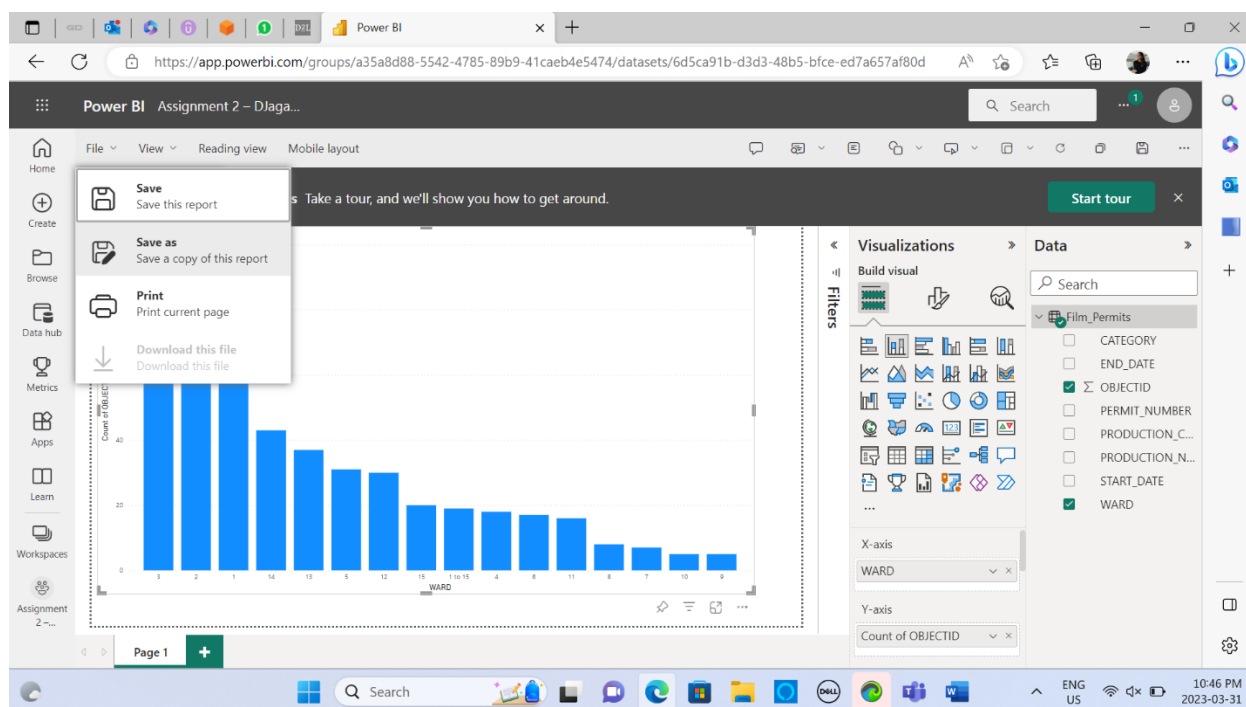 Power BI
https://app.powerbi.com/groups/a35a8d88-5542-4785-89b9-41caeb4e5474/datasets/6d5ca91b-d3d3-48b5-bfce-ed7a657af80d
Power BI Assignment 2 – DJaga...
Search
1
File View Reading view Mobile layout
Home
Create
Browse
Data hub
Metrics
Apps
Learn
Workspaces
Assignment
2 –...
Save
Save this report
Save as
Save a copy of this report
Print
Print current page
Download this file
Download this file
s Take a tour, and we'll show you how to get around.
Start tour
Count of OBJECT
40
20
0
3 2 1 14 13 5 12 15 1 to 15 4 6 11 8 7 10 9
WARD
Filters
Visualizations
Build visual
123
...
X-axis
WARD
Y-axis
Count of OBJECTID
Data
Search
Film_Permits
CATEGORY
END_DATE
OBJECTID
PERMIT_NUMBER
PRODUCTION_C...
PRODUCTION_N...
START_DATE
WARD
Page 1
Search
DELL
ENG
US
10:46 PM
2023-03-31